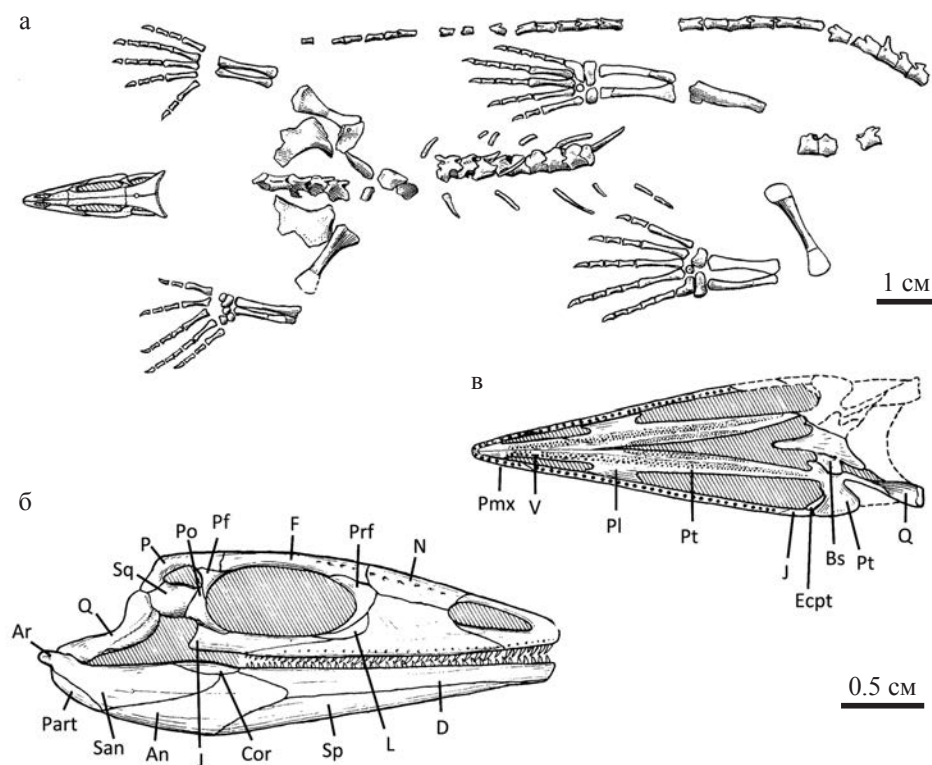 а
1 см
в
Pmx
V
Pl
Pt
J
Ecpt
Bs
Pt
Q
б
P
Sq
Po
Pf
F
Prf
N
Q
Ar
Part
San
An
J
Cor
Sp
L
D
0.5 см